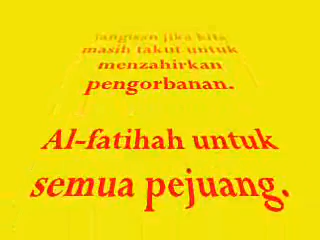 tangisan jika kita
masih takut untuk
menzahirkan
pengorbanan.
Al-fatihah untuk
semua pejuang.